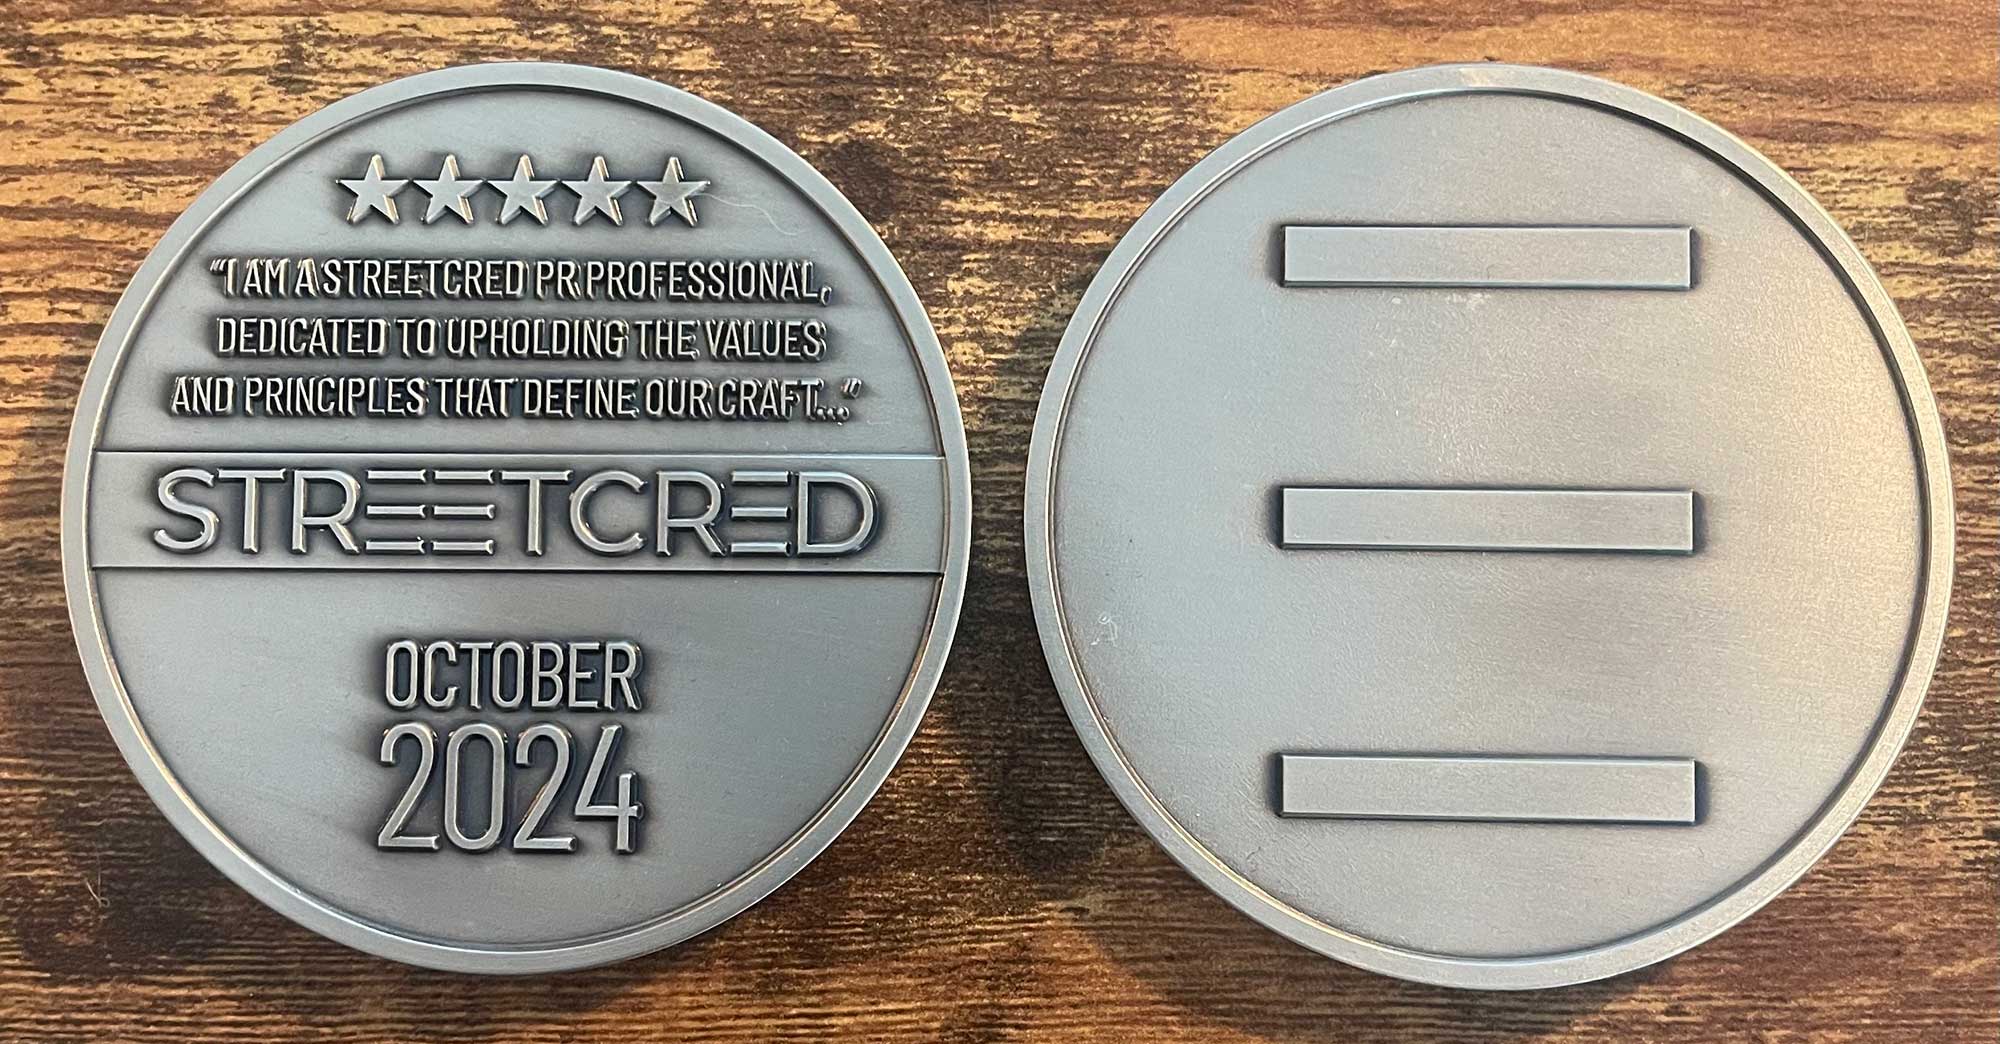 "I AM A STREETCRED PR PROFESSIONAL,
DEDICATED TO UPHOLDING THE VALUES
AND PRINCIPLES THAT DEFINE OUR CRAFT..."
STREETCRED
OCTOBER
2024